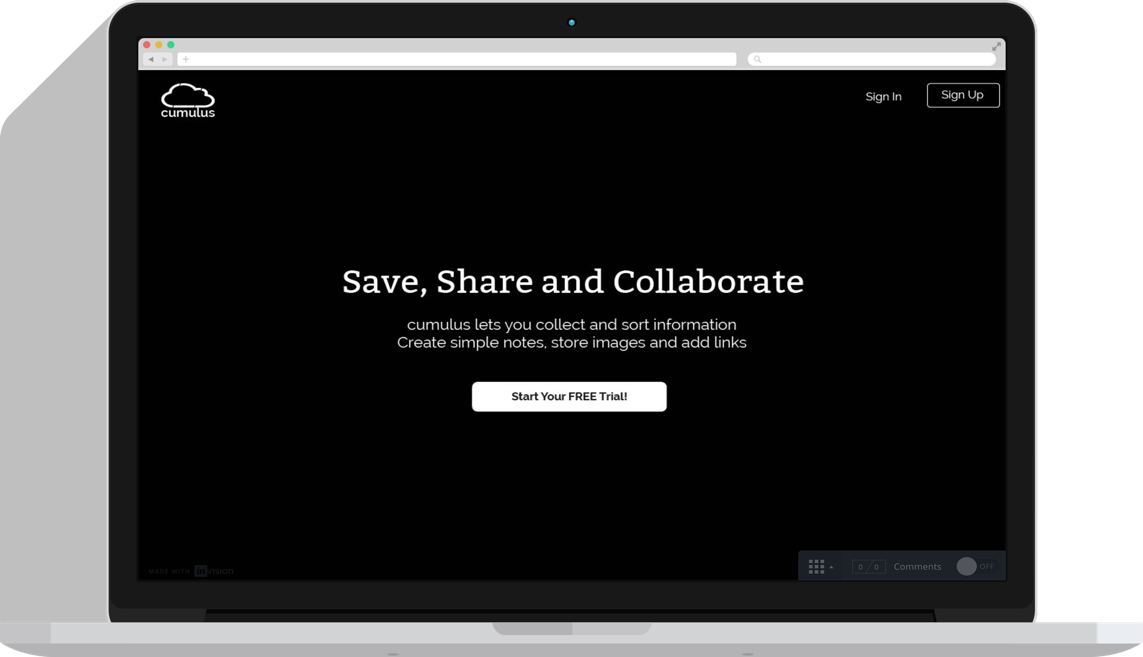 cumulus
Sign In
Sign Up
Save, Share and Collaborate
cumulus lets you collect and sort information
Create simple notes, store images and add links
Start Your FREE Trial!
MADE WITH invision
0 / 0 Comments OFF